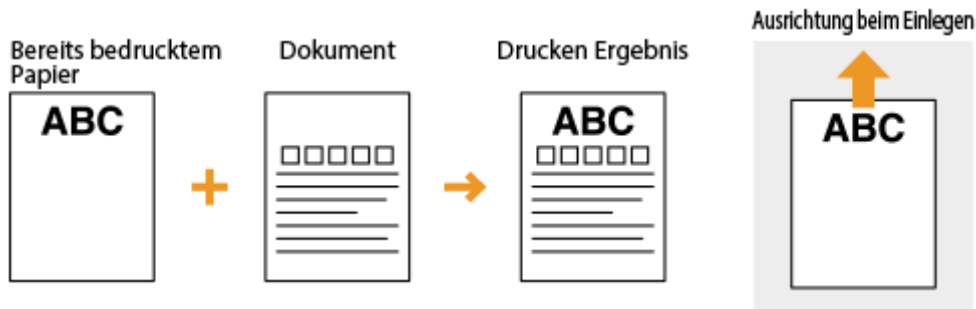 Ausrichtung beim Einlegen
Bereits bedrucktem
Papier
Dokument
Drucken Ergebnis
ABC
ABC
ABC